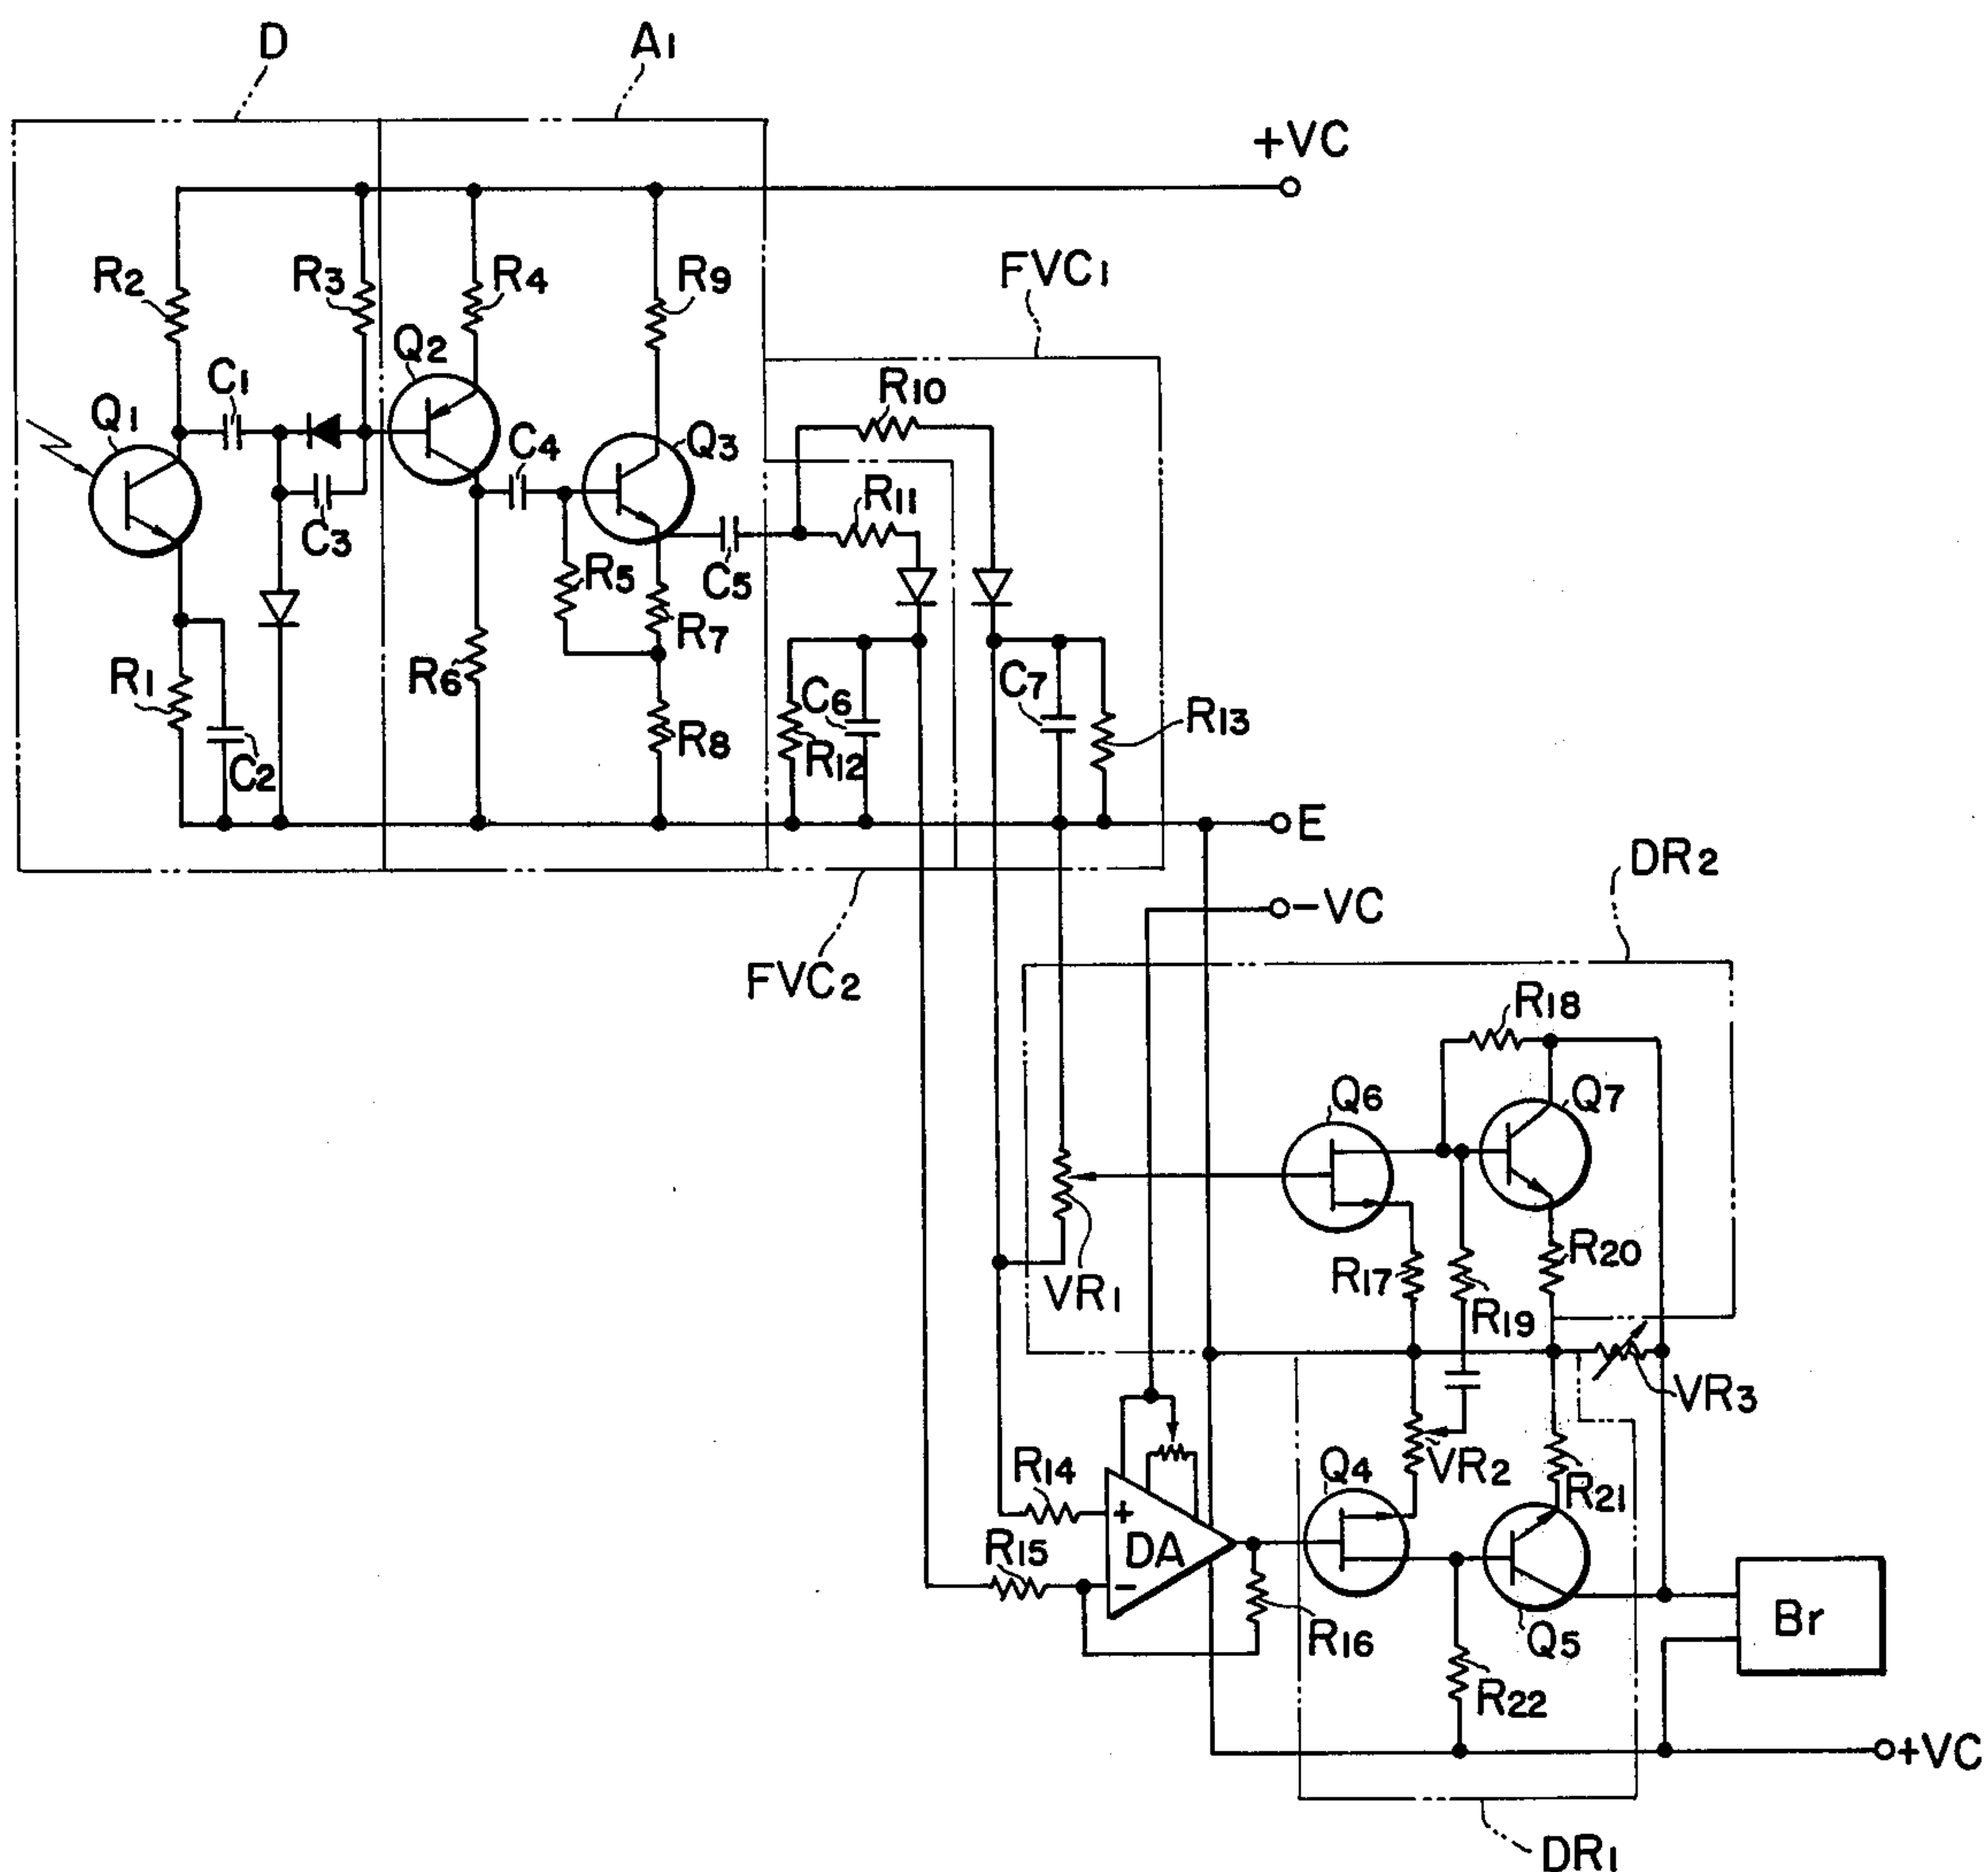 D
A1
+VC
R2
R3
R4
R9
FVC1
Q2
C1
R10
Q1
C4
Q3
R11
C3
R5
C5
R7
R1
R6
C6
C7
R13
C2
R8
R12
E
DR2
-VC
FVC2
R18
Q6
Q7
R20
R17
VR1
R19
VR3
R14
+
Q4
VR2
R21
R15
DA
-
R16
Q5
Br
R22
+VC
DR1